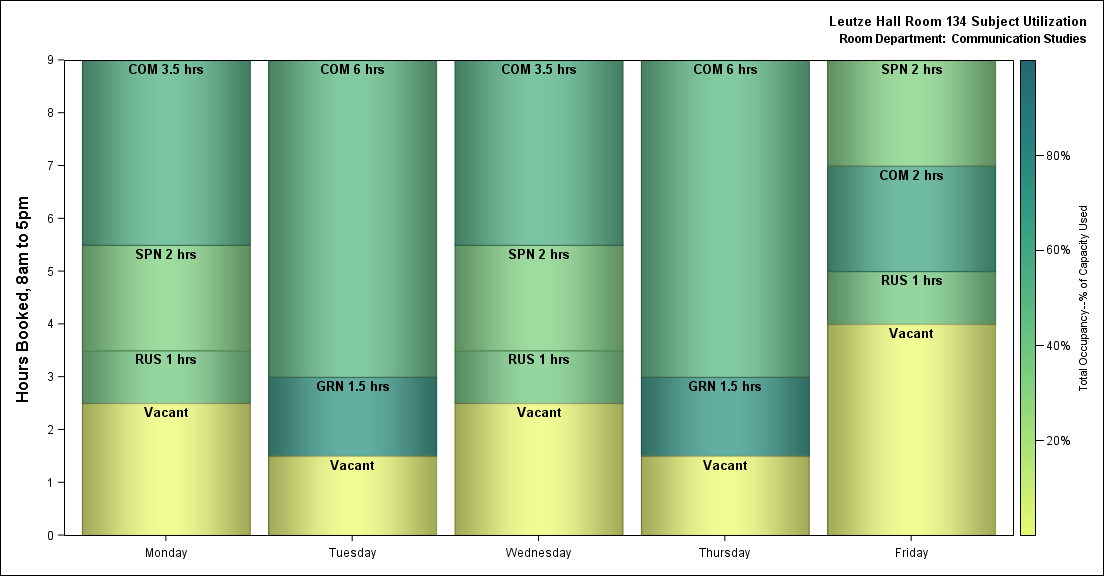 Leutze Hall Room 134 Subject Utilization
Room Department: Communication Studies
Hours Booked, 8am to 5pm
9
8
7
6
5
4
3
2
1
0
COM 3.5 hrs
SPN 2 hrs
RUS 1 hrs
Vacant
COM 6 hrs
GRN 1.5 hrs
Vacant
COM 3.5 hrs
SPN 2 hrs
RUS 1 hrs
Vacant
COM 6 hrs
GRN 1.5 hrs
Vacant
SPN 2 hrs
COM 2 hrs
RUS 1 hrs
Vacant
Monday
Tuesday
Wednesday
Thursday
Friday
80%
60%
40%
20%
Total Occupancy--% of Capacity Used